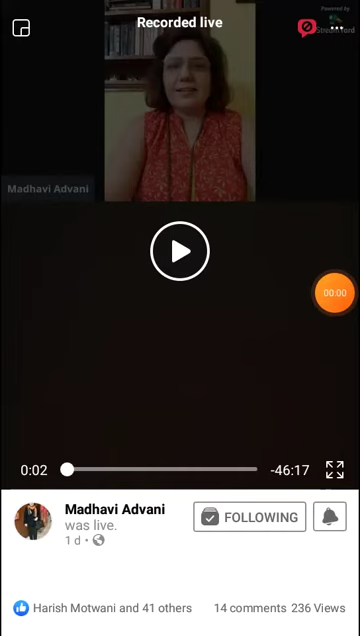 Powered by
Recorded live
StreamYard
Madhavi Advani
00:00
0:02
-46:17
Madhavi Advani
was live.
1 d •
FOLLOWING
Harish Motwani and 41 others
14 comments 236 Views